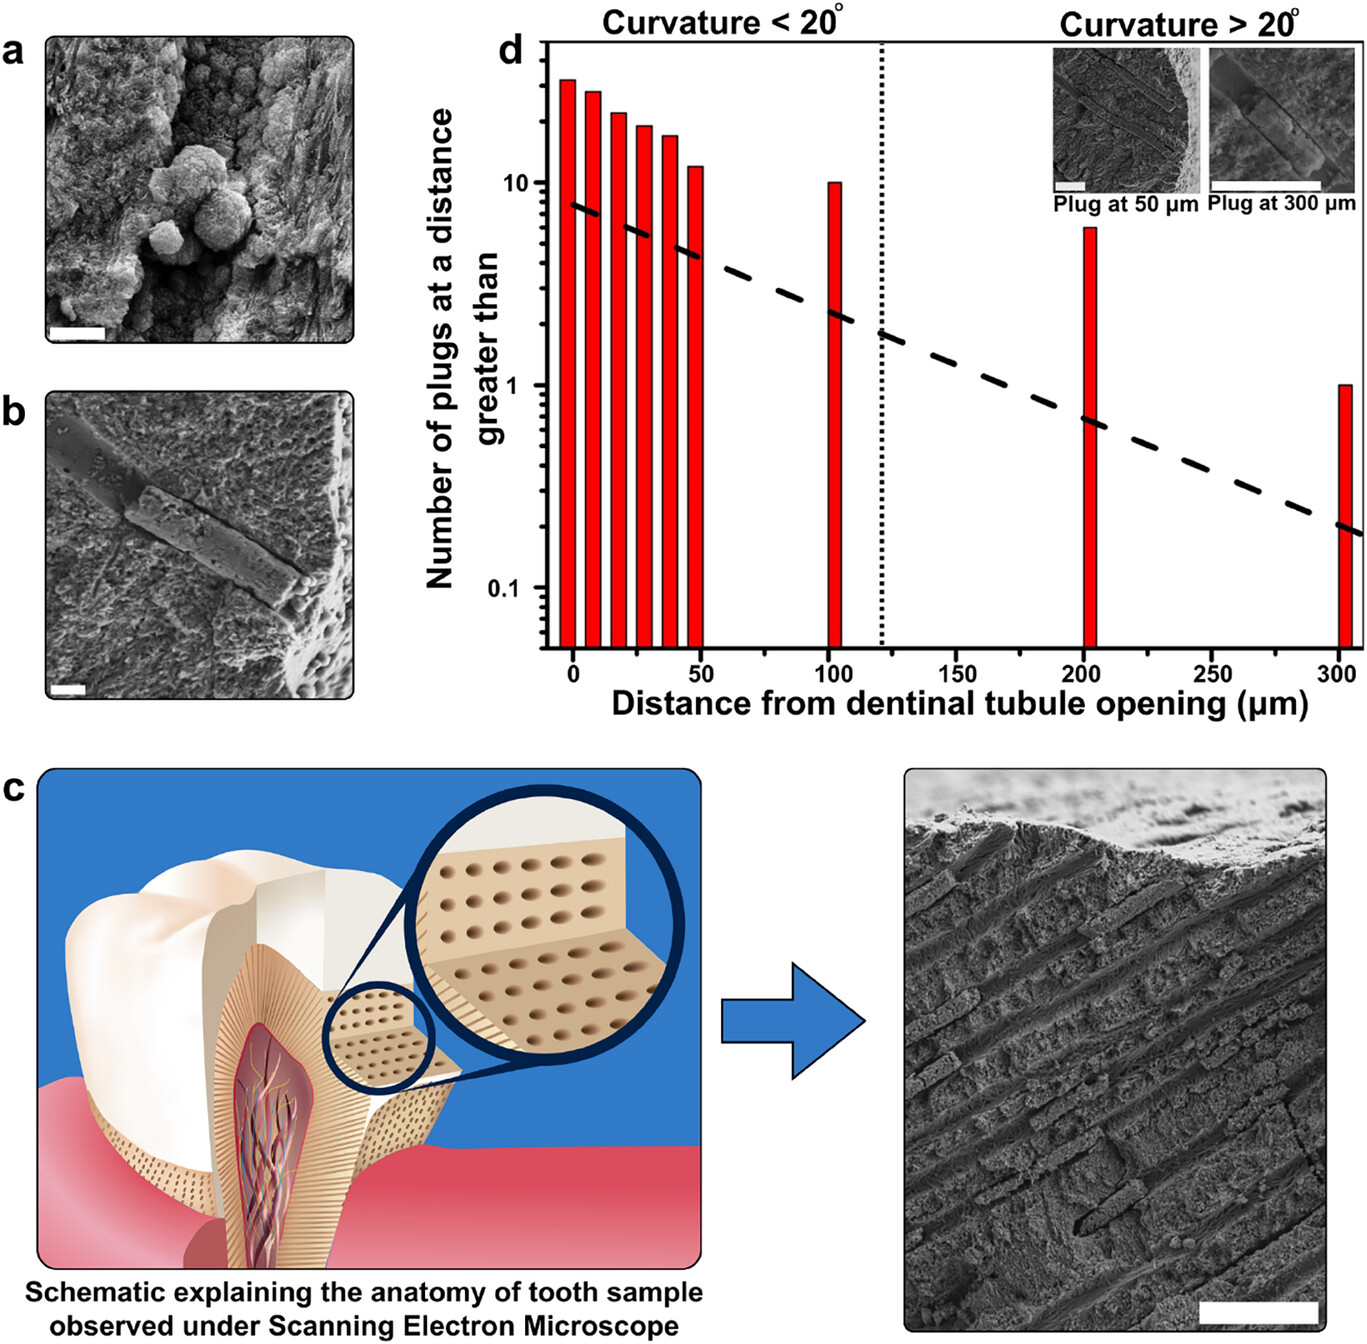 a
b
d
Curvature < 20°
Curvature > 20°
Number of plugs at a distance
greater than
10
1
0.1
Plug at 50 µm
Plug at 300 µm
0
50
100
150
200
250
300
Distance from dentinal tubule opening (µm)
c
Schematic explaining the anatomy of tooth sample
observed under Scanning Electron Microscope